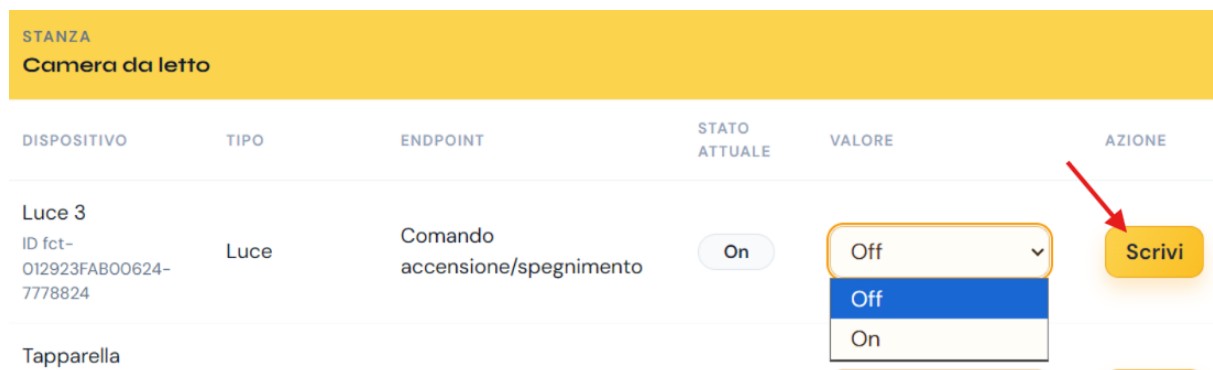 STANZA
Camera da letto
DISPOSITIVO
TIPO
ENDPOINT
STATO
ATTUALE
VALORE
AZIONE
Luce 3
ID fct-
012923FAB00624-
7778824
Luce
Comando
accensione/spegnimento
On
Off
Scrivi
Off
On
Tapparella